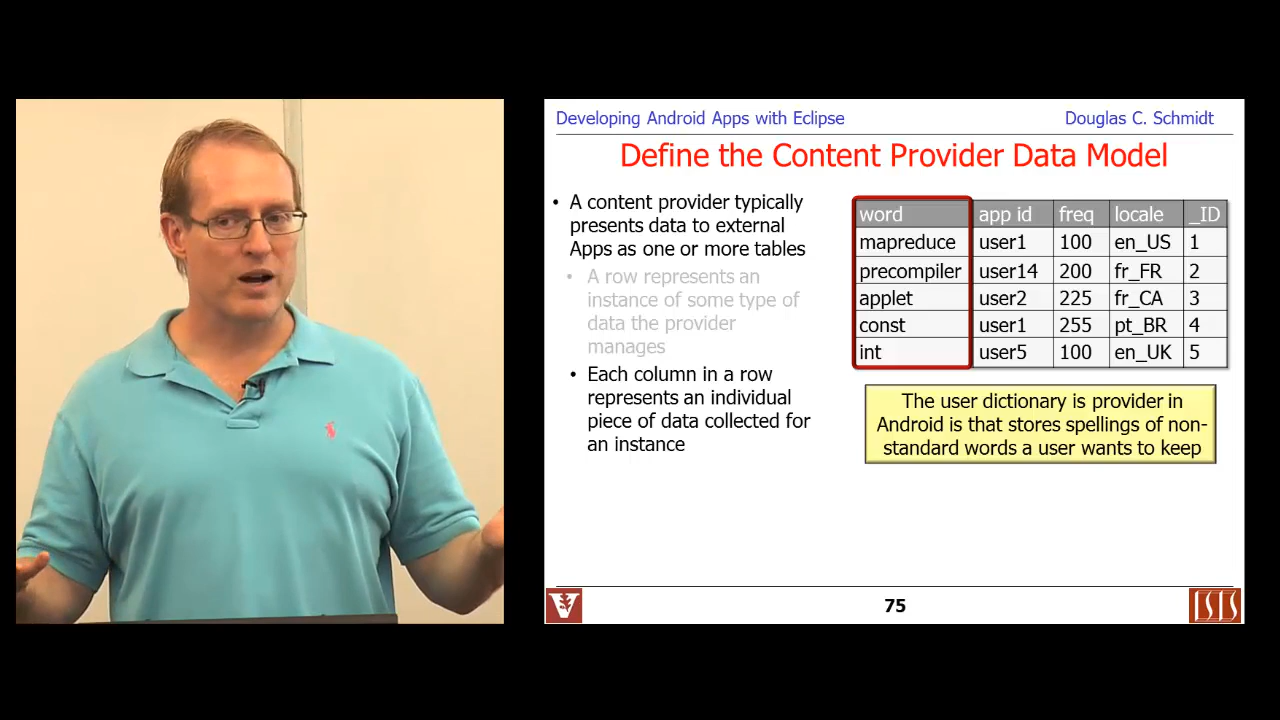 Developing Android Apps with Eclipse
Douglas C. Schmidt
Define the Content Provider Data Model
• A content provider typically
presents data to external
Apps as one or more tables
• A row represents an
instance of some type of
data the provider
manages
• Each column in a row
represents an individual
piece of data collected for
an instance
word app id freq locale _ID
mapreduce user1 100 en_US 1
precompiler user14 200 fr_FR 2
applet user2 225 fr_CA 3
const user1 255 pt_BR 4
int user5 100 en_UK 5
The user dictionary is provider in
Android is that stores spellings of non-
standard words a user wants to keep
V
75
ISIS